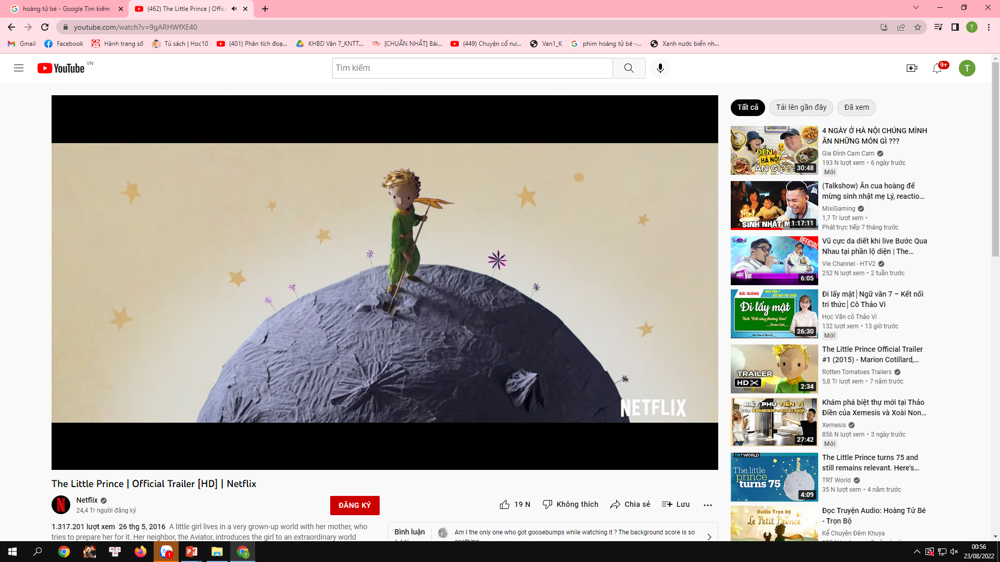 hoàng tử bé - Google Tìm kiếm
(462) The Little Prince | Offici
youtube.com/watch?v=9gARHWfXE40
T
Gmail
Facebook
Hành trang số
Tủ sách | Hoc10
(401) Phân tích đoạ...
KHBD Văn 7_KNTT...
[CHUẨN NHẤT] Bài...
(449) Chuyện cổ nư...
Van1_K
phim hoàng tử bé -...
Xanh nước biển nh...
YouTube VN
Tìm kiếm
9+
T
NETFLIX
The Little Prince | Official Trailer [HD] | Netflix
Netflix
24,4 Tr người đăng ký
ĐĂNG KÝ
19 N
Không thích
Chia sẻ
Lưu
1.317.201 lượt xem 26 thg 5, 2016 A little girl lives in a very grown-up world with her mother, who
tries to prepare her for it. Her neighbor, the Aviator, introduces the girl to an extraordinary world
Bình luận
Am I the only one who got goosebumps while watching it ? The background score is so
Tất cả
Tải lên gần đây
Đã xem
ĐẾN
HÀ NỘI
ĂN GÌ???
30:48
4 NGÀY Ở HÀ NỘI CHÚNG MÌNH
ĂN NHỮNG MÓN GÌ ???
Gia Đình Cam Cam
193 N lượt xem • 6 ngày trước
Mới
SINH NHẬT M
1:17:11
(Talkshow) Ăn cua hoàng đế
mừng sinh nhật mẹ Lý, reactio...
MixiGaming
1,7 Tr lượt xem •
Phát trực tiếp 7 tháng trước
OFFICIAL
6:05
Vũ cực da diết khi live Bước Qua
Nhau tại phần lộ diện | The...
Vie Channel - HTV2
252 N lượt xem • 2 tuần trước
BÀI GIẢNG
NGỮ VĂN 7
KẾT NỐI TRI THỨC
Đi lấy mật
Trích "Đất rừng phương Nam"
Đoàn Giỏi
26:30
Đi lấy mật│Ngữ văn 7 – Kết nối
tri thức│Cô Thảo Vi
Học Văn cô Thảo Vi
132 lượt xem • 13 giờ trước
Mới
TRAILER
HD
2:34
The Little Prince Official Trailer
#1 (2015) - Marion Cotillard,...
Rotten Tomatoes Trailers
5,8 Tr lượt xem • 7 năm trước
BIỆT PHỦ TIỀN TỈ
CỦA XEMESIS & XOÀI NON
27:42
Khám phá biệt thự mới tại Thảo
Điền của Xemesis và Xoài Non...
Xemesis
856 N lượt xem • 3 ngày trước
Mới
TRTWORLD
The little
prince
turns 75
4:09
The Little Prince turns 75 and
still remains relevant. Here's...
TRT World
35 N lượt xem • 4 năm trước
Audio Trọn bộ
Le Petit Prince
Đọc Truyện Audio: Hoàng Tử Bé
- Trọn Bộ
Kể Chuyện Đêm Khuya
00:56
23/08/2022